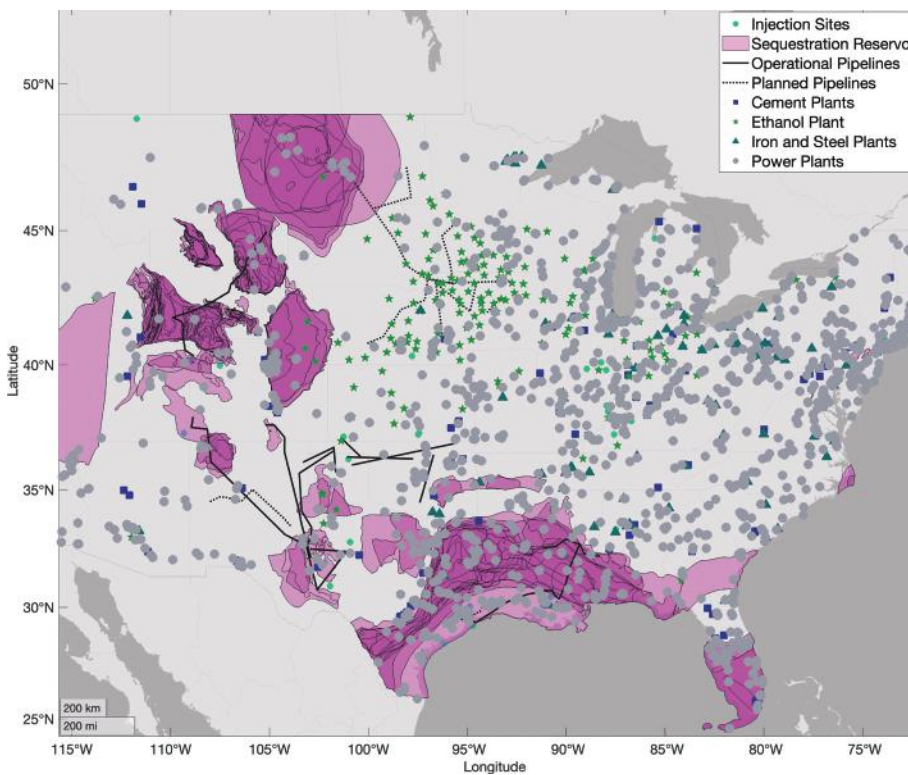 Injection Sites
Sequestration Reservo
Operational Pipelines
Planned Pipelines
Cement Plants
Ethanol Plant
Iron and Steel Plants
Power Plants
50°N
45°N
40°N
35°N
30°N
25°N
Latitude
200 km
200 mi
115°W 110°W 105°W 100°W 95°W 90°W 85°W 80°W 75°W
Longitude